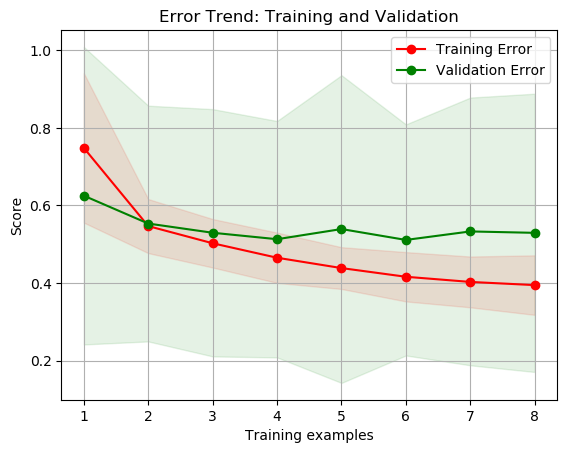 Error Trend: Training and Validation
Training Error
Validation Error
1.0
0.8
0.6
0.4
0.2
Score
1 2 3 4 5 6 7 8
Training examples